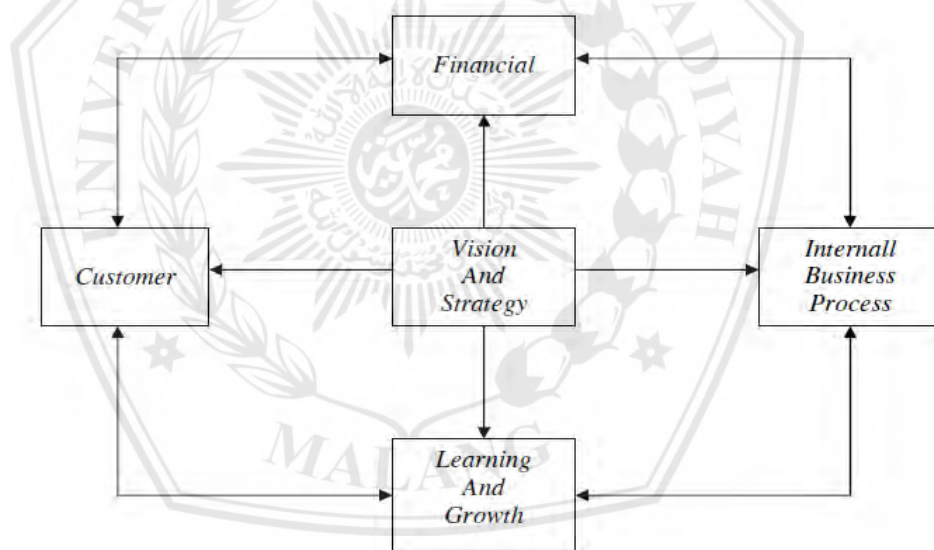 Financial
Customer
Vision
And
Strategy
Internall
Business
Process
Learning
And
Growth
MALANG